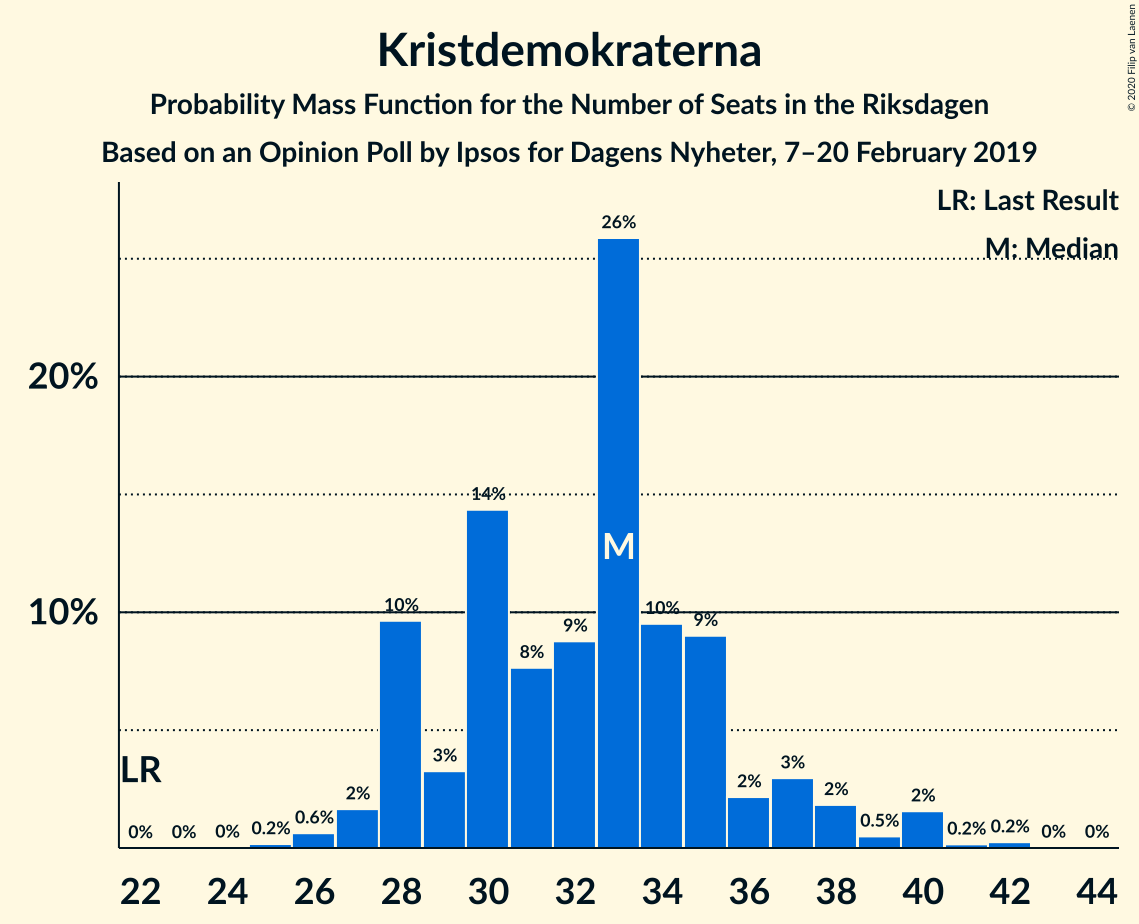 Kristdemokraterna
Probability Mass Function for the Number of Seats in the Riksdagen
Based on an Opinion Poll by Ipsos for Dagens Nyheter, 7–20 February 2019
© 2020 Filip van Laenen
LR: Last Result
M: Median
26%
20%
14%
M
10%
10% 10% 9%
9%
8%
LR
3% 3%
2% 2% 2% 2%
0% 0% 0% 0.2% 0.6% 0.5% 0.2% 0.2% 0% 0%
22 24 26 28 30 32 34 36 38 40 42 44